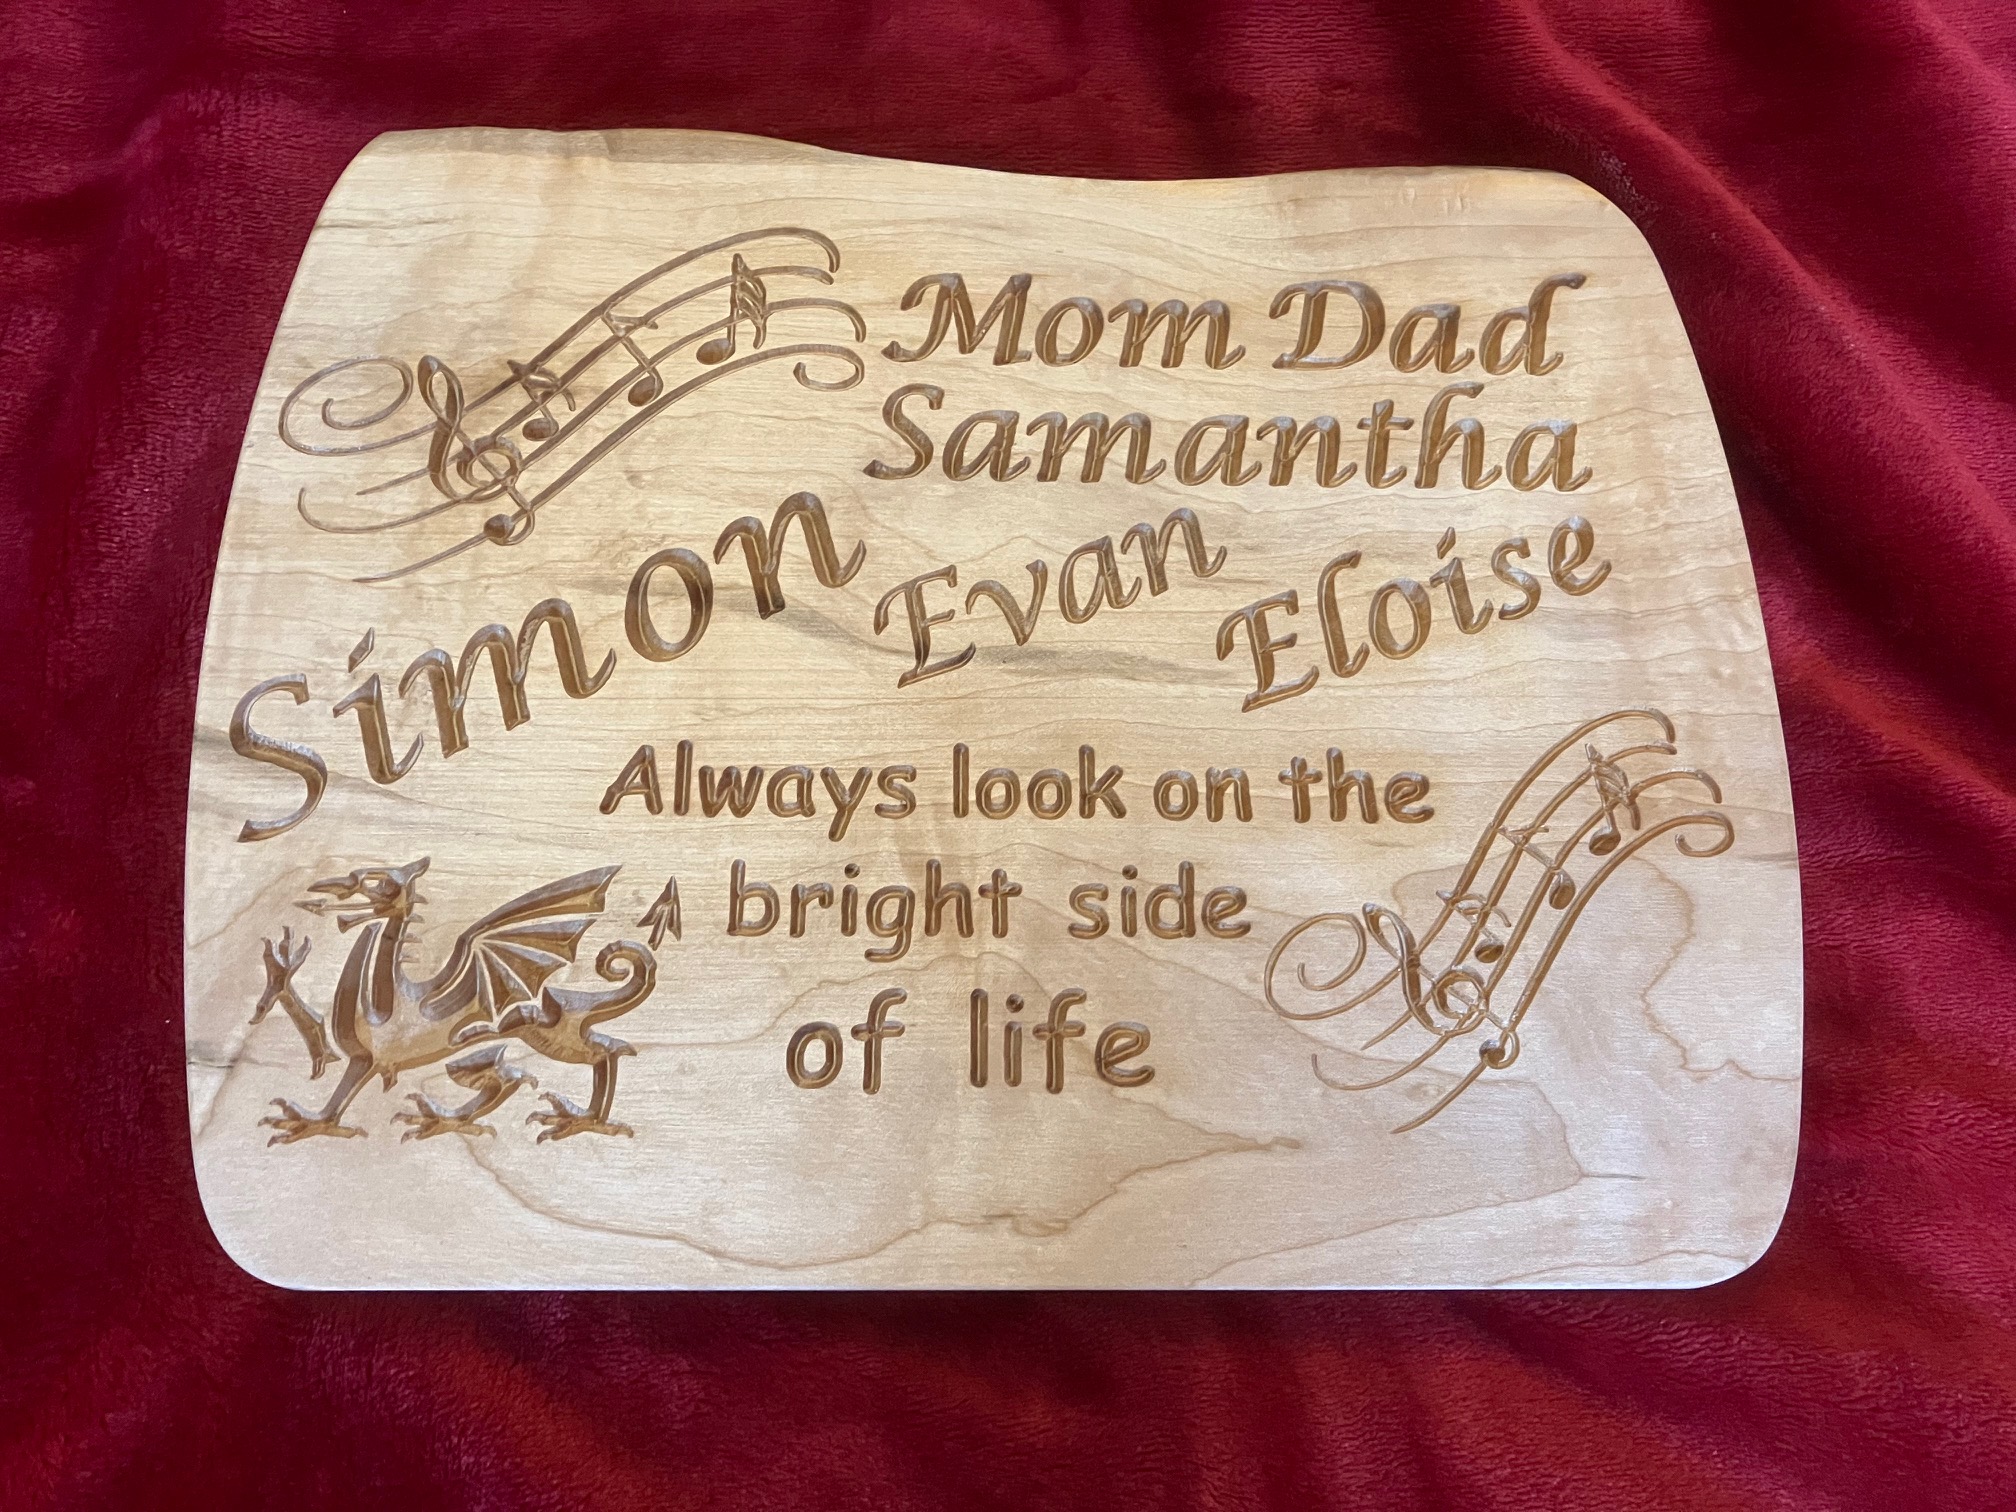 Mom Dad
Samantha
Simon Evan Eloise
Always look on the
bright side
of life